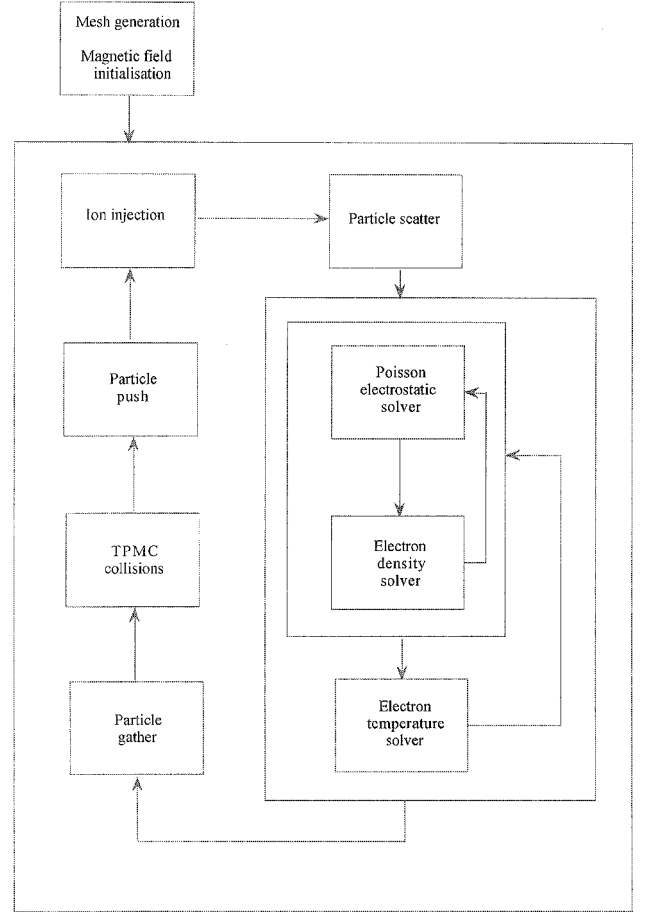 Mesh generation
Magnetic field
initialisation
Ion injection
Particle scatter
Particle
push
Poisson
electrostatic
solver
TPMC
collisions
Electron
density
solver
Particle
gather
Electron
temperature
solver